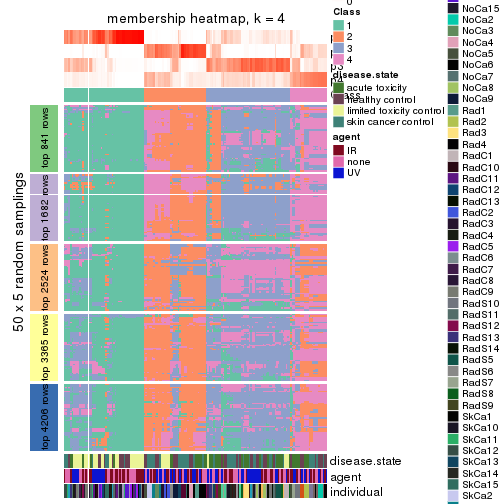 membership heatmap, k = 4
50 x 5 random samplings
top 841 rows
top 1682 rows
top 2524 rows
top 3365 rows
top 4206 rows
disease.state
agent
individual
Class
1
2
3
4
disease.state
acute toxicity
healthy control
limited toxicity control
skin cancer control
agent
IR
none
UV
NoCa15
NoCa2
NoCa3
NoCa4
NoCa5
NoCa6
NoCa7
NoCa8
NoCa9
Rad1
Rad2
Rad3
Rad4
RadC1
RadC10
RadC11
RadC12
RadC13
RadC2
RadC3
RadC4
RadC5
RadC6
RadC7
RadC8
RadC9
RadS10
RadS11
RadS12
RadS13
RadS14
RadS5
RadS6
RadS7
RadS8
RadS9
SkCa1
SkCa10
SkCa11
SkCa12
SkCa13
SkCa14
SkCa15